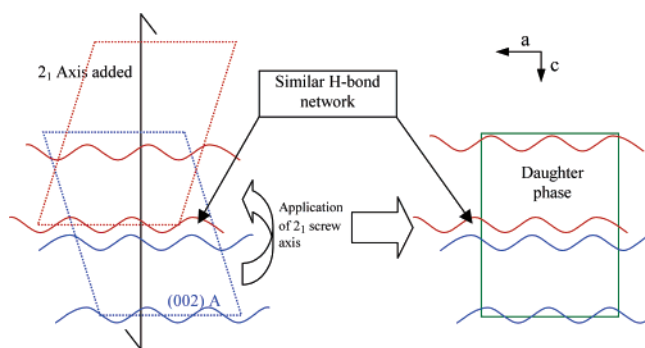 2₁ Axis added
Similar H-bond
network
a
c
Daughter
phase
Application
of 2₁ screw
axis
(002) A